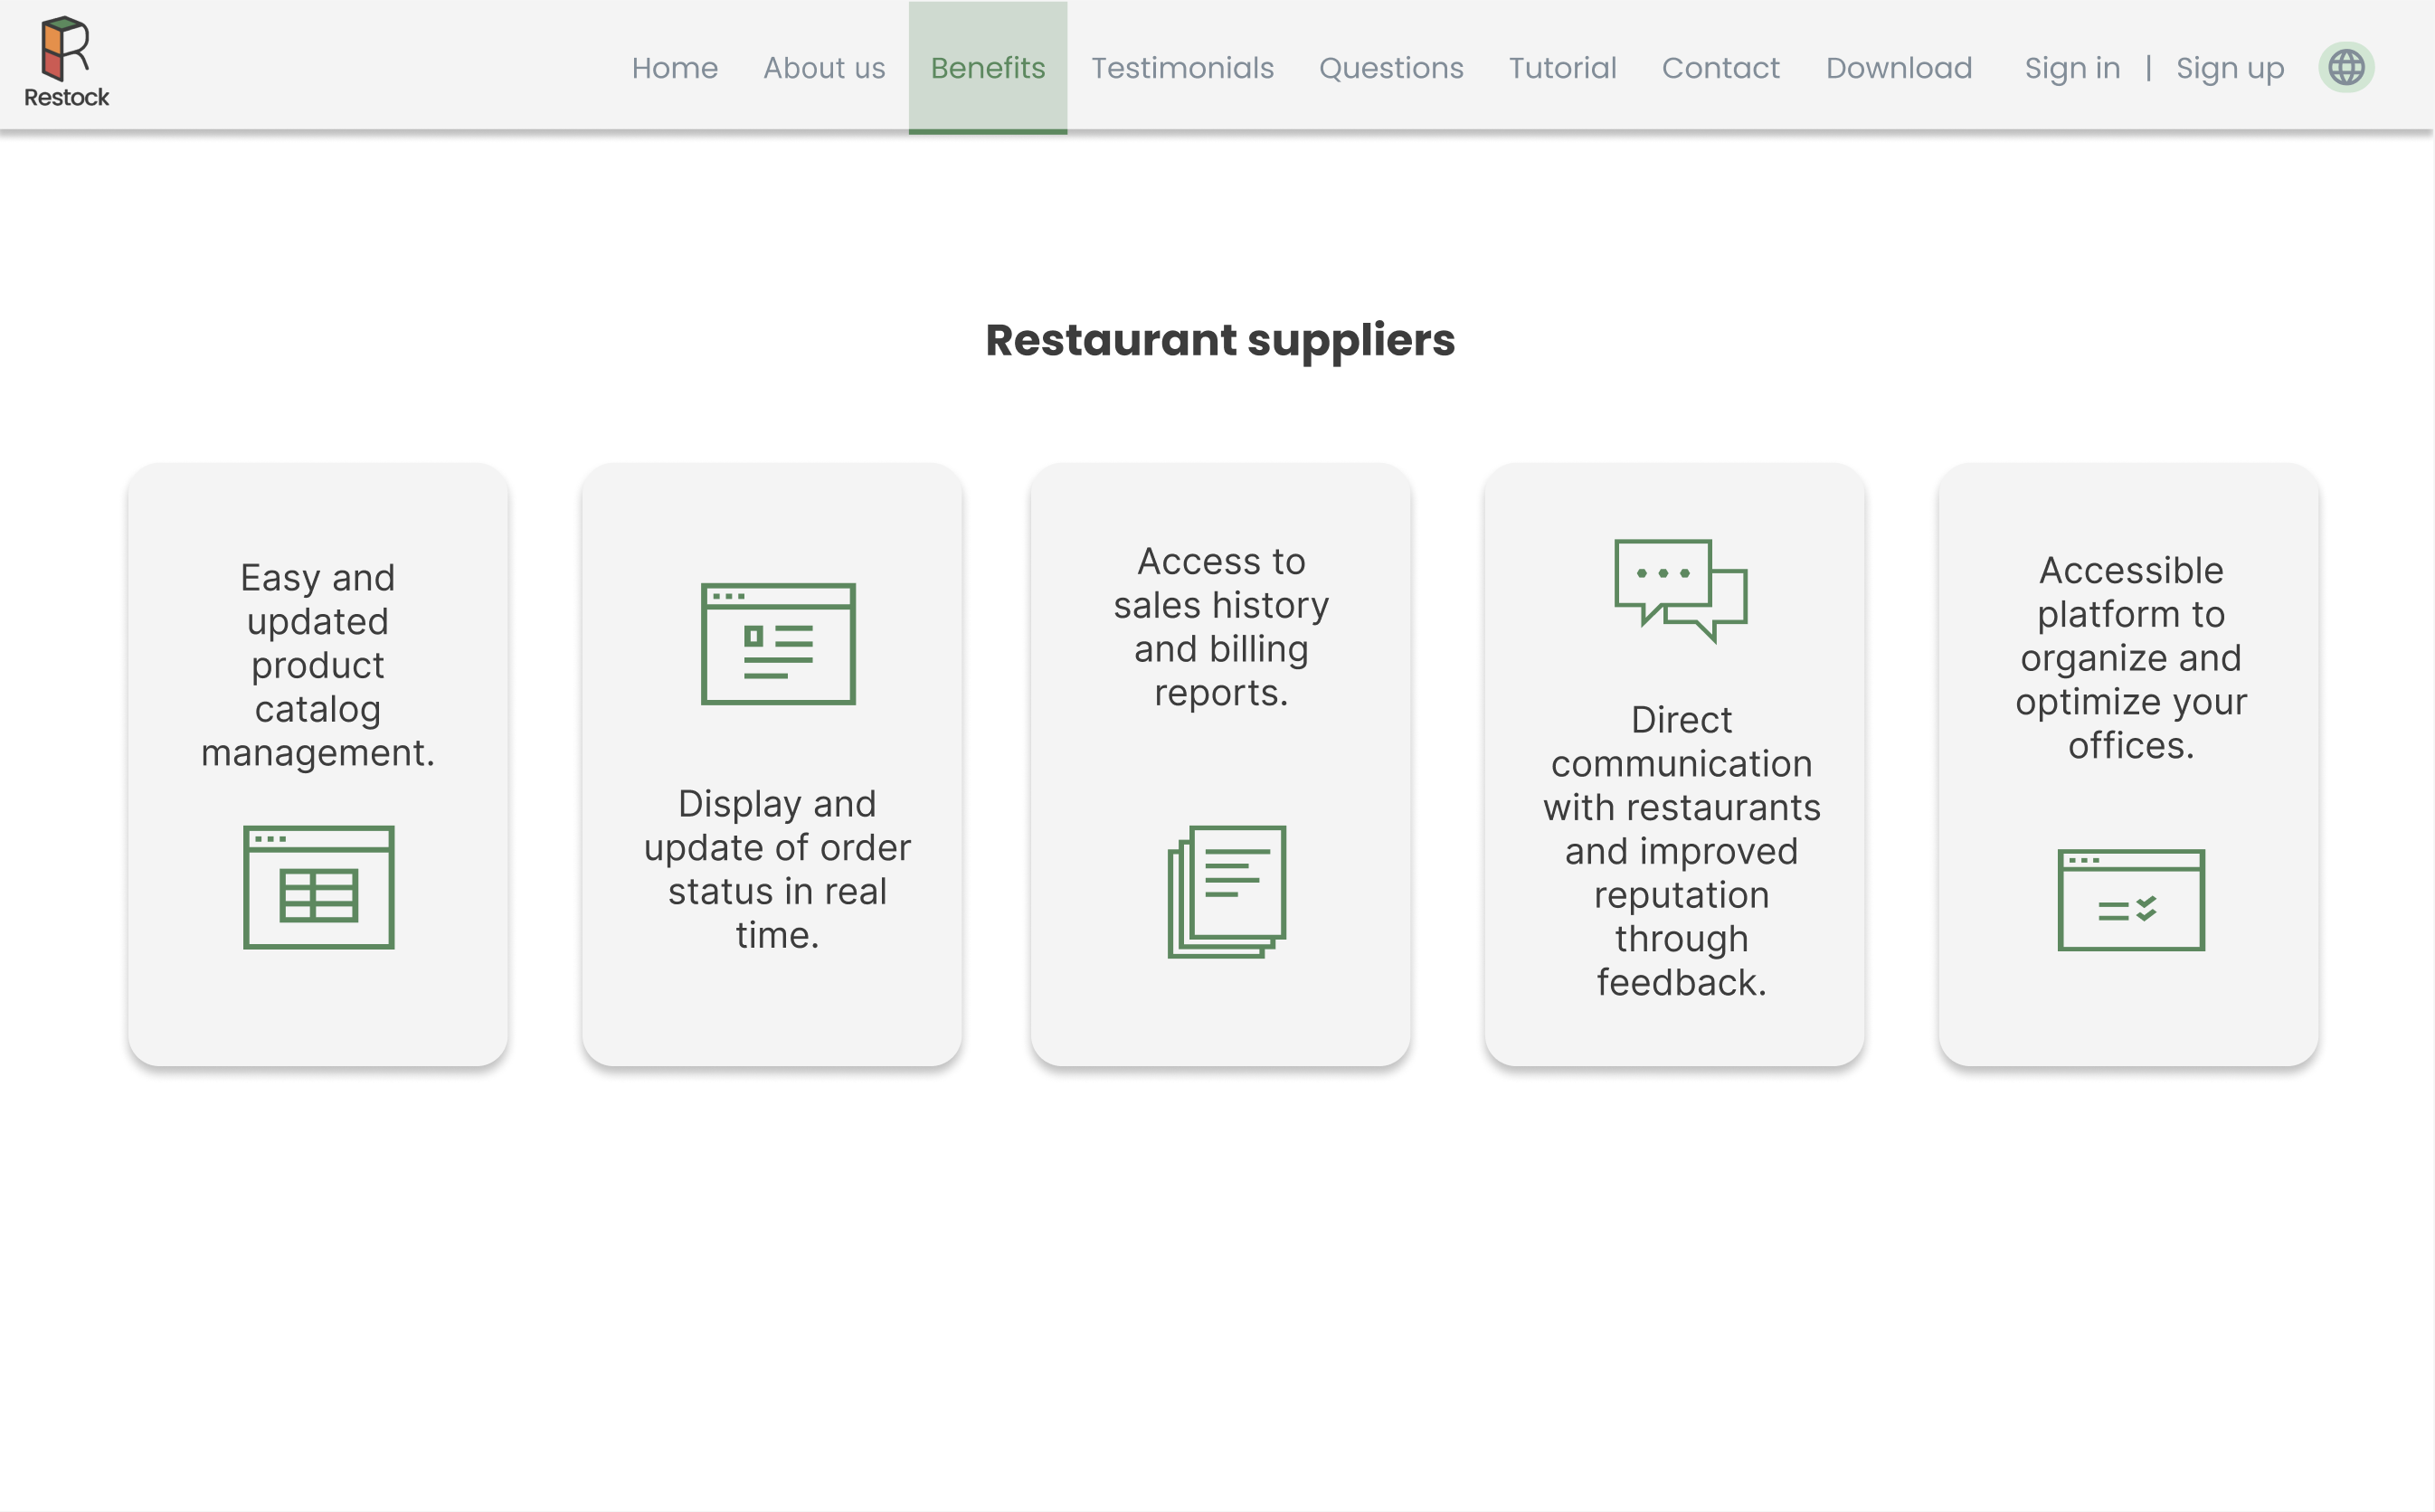 Restock
Home About us Benefits Testimonials Questions Tutorial Contact Download Sign in | Sign up
Restaurant suppliers
Easy and
updated
product
catalog
management.
Display and
update of order
status in real
time.
Access to
sales history
and billing
reports.
Direct
communication
with restaurants
and improved
reputation
through
feedback.
Accessible
platform to
organize and
optimize your
offices.